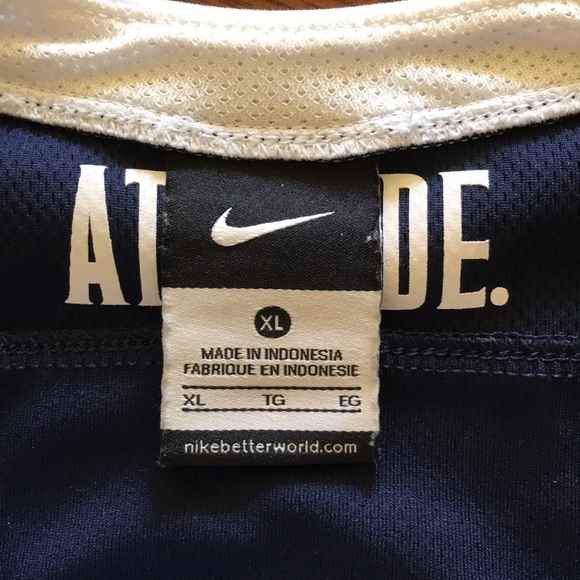 AT DE.
XL
MADE IN INDONESIA
FABRIQUE EN INDONESIE
XL TG EG
nikebetterworld.com